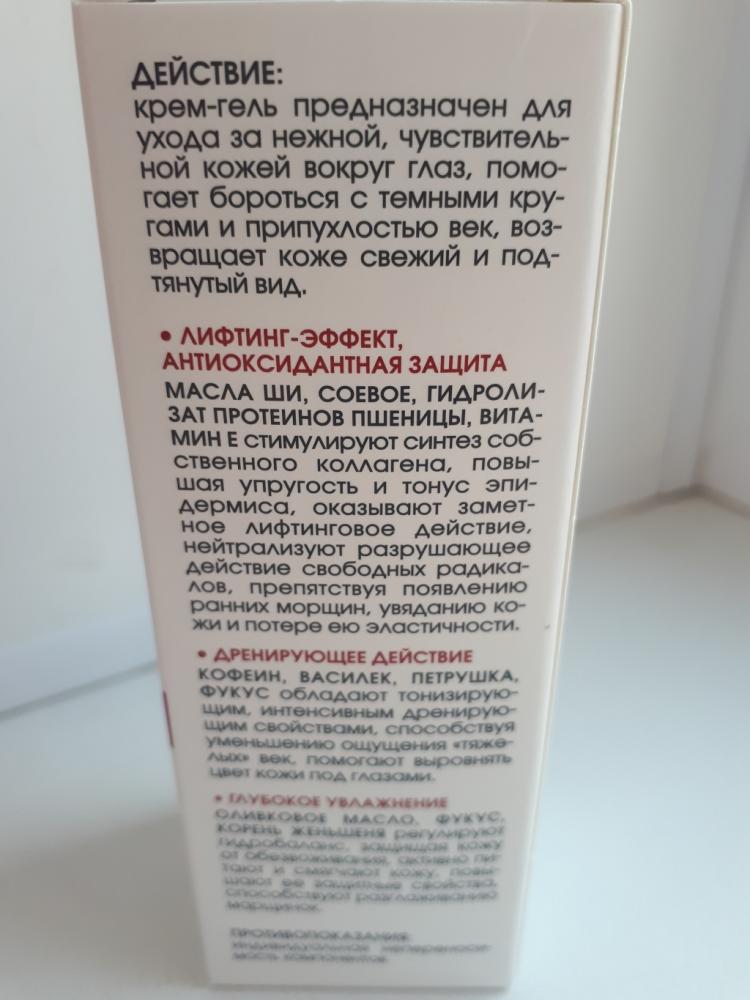 ДЕЙСТВИЕ:
крем-гель предназначен для
ухода за нежной, чувствитель-
ной кожей вокруг глаз, помо-
гает бороться с темными кру-
гами и припухлостью век, воз-
вращает коже свежий и под-
тянутый вид.
• ЛИФТИНГ-ЭФФЕКТ,
АНТИОКСИДАНТНАЯ ЗАЩИТА
МАСЛА ШИ, СОЕВОЕ, ГИДРОЛИ-
ЗАТ ПРОТЕИНОВ ПШЕНИЦЫ, ВИТА-
МИН Е стимулируют синтез соб-
ственного коллагена, повы-
шая упругость и тонус эпи-
дермиса, оказывают замет-
ное лифтинговое действие,
нейтрализуют разрушающее
действие свободных радика-
лов, препятствуя появлению
ранних морщин, увяданию ко-
жи и потере ею эластичности.
• ДРЕНИРУЮЩЕЕ ДЕЙСТВИЕ
КОФЕИН, ВАСИЛЕК, ПЕТРУШКА,
ФУКУС обладают тонизирую-
щим, интенсивным дренирую-
щим свойствами, способствуя
уменьшению ощущения «тяже-
лых» век, помогают выровнять
цвет кожи под глазами.
• ГЛУБОКОЕ УВЛАЖНЕНИЕ
ОЛИВКОВОЕ МАСЛО, ФУКУС,
КОРЕНЬ ЖЕНЬШЕНЯ регулируют
гидробаланс, защищая кожу
от обезвоживания, активно пи-
тают и смягчают кожу, повы-
шают ее защитные свойства,
способствуют разглаживанию
морщинок.
ПРОТИВОПОКАЗАНИЯ:
индивидуальная непереноси-
мость компонентов.